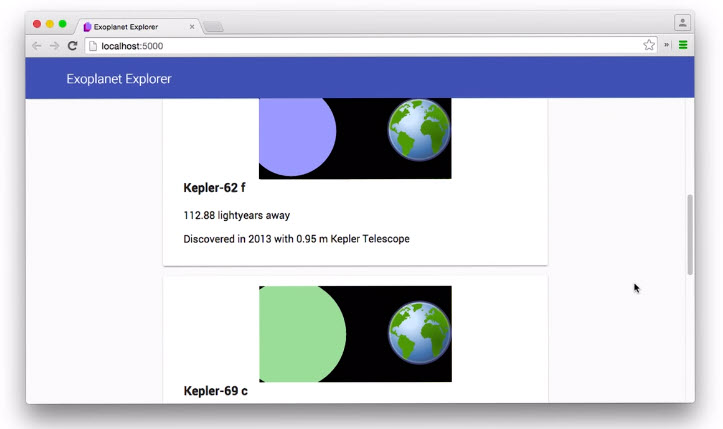 Exoplanet Explorer
localhost:5000
Exoplanet Explorer
Kepler-62 f
112.88 lightyears away
Discovered in 2013 with 0.95 m Kepler Telescope
Kepler-69 c